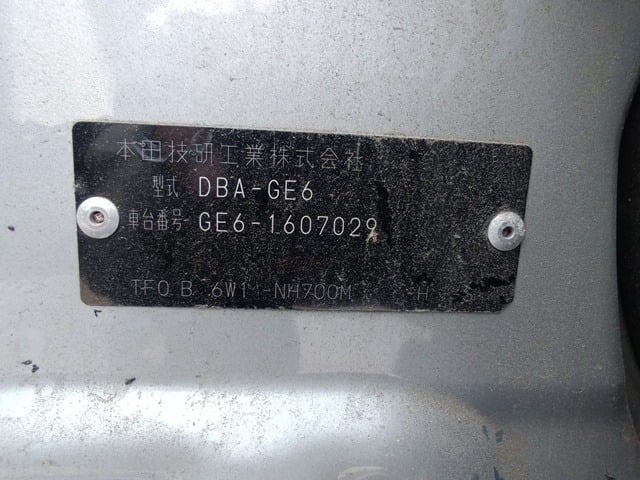 本田技研工業株式会社
型式 DBA-GE6
車台番号 GE6-1607029
TF0 B 6W1 -NH700M -H